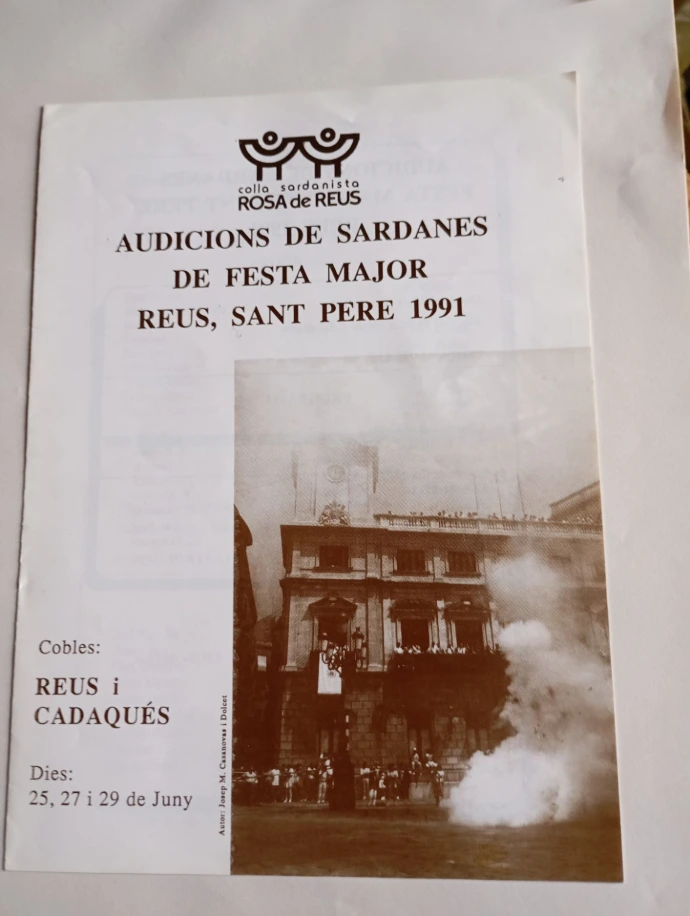 colla sardanista
ROSA de REUS
AUDICIONS DE SARDANES
DE FESTA MAJOR
REUS, SANT PERE 1991
Cobles:
REUS i
CADAQUÉS
Dies:
25, 27 i 29 de Juny
Autor: Josep M. Casanovas i Dolcet